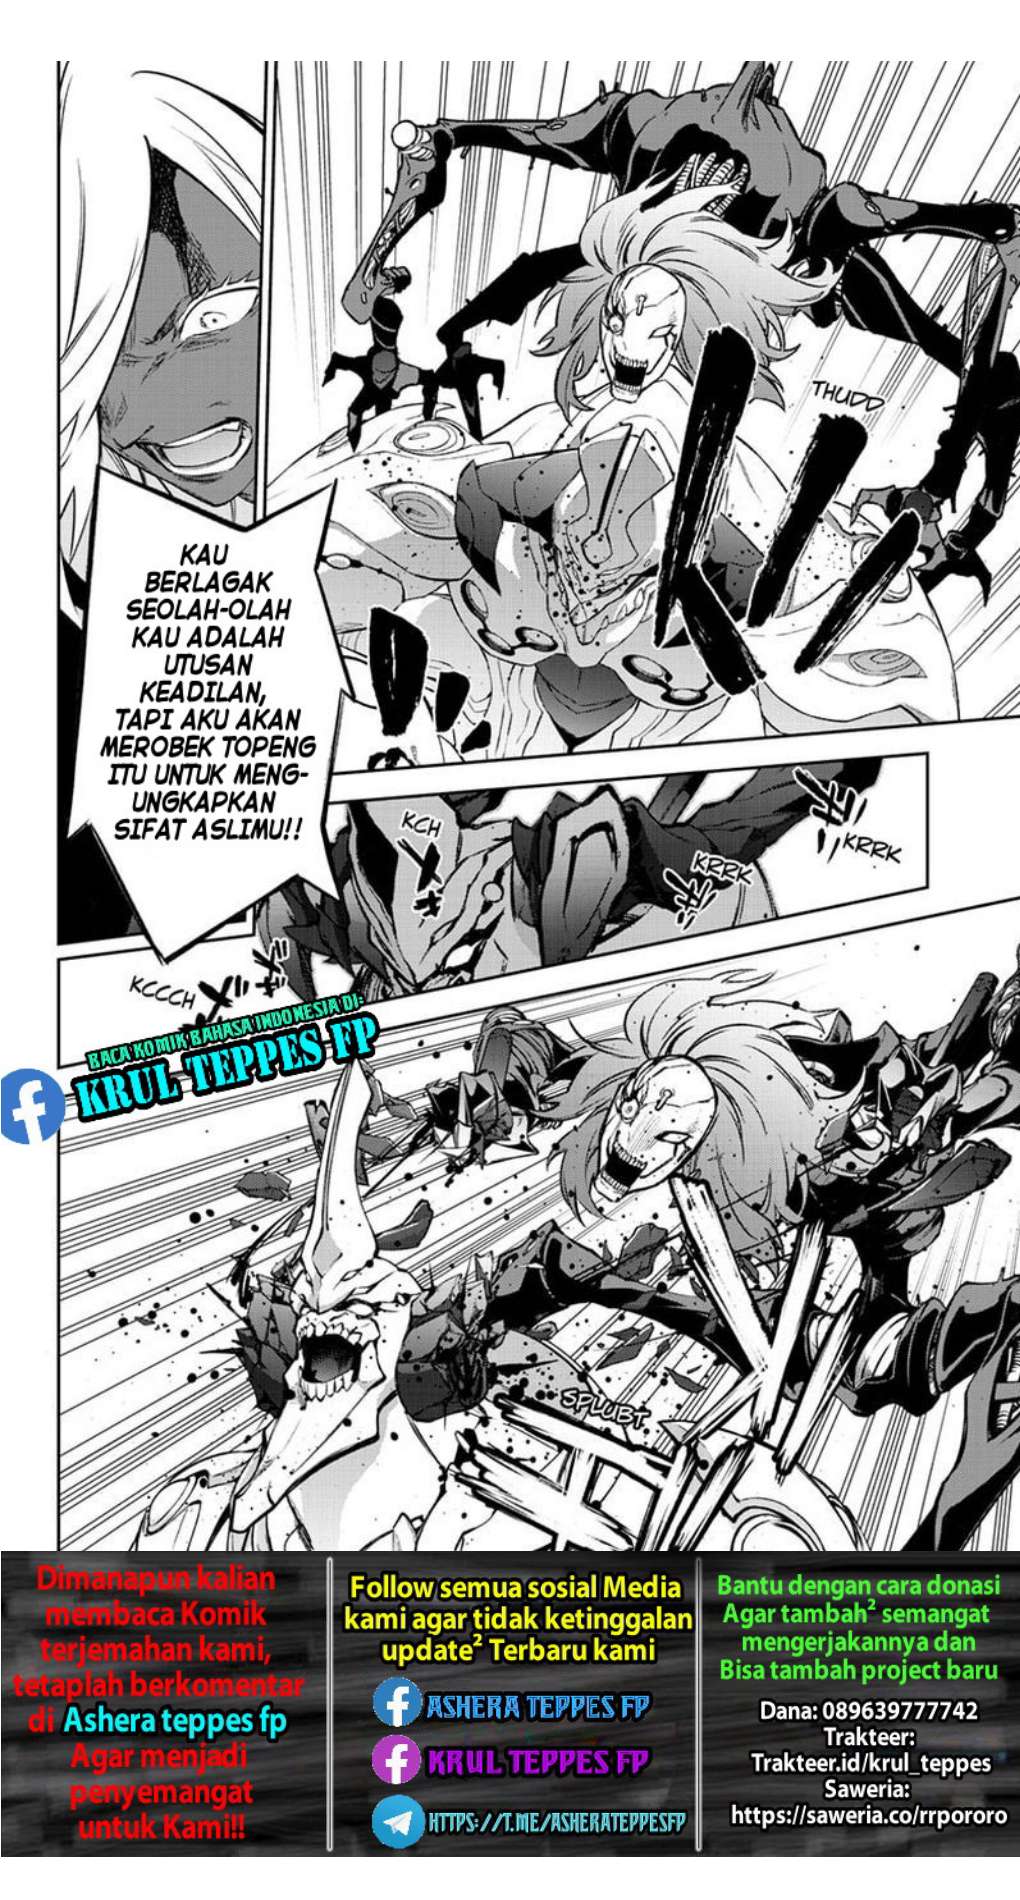 THUDD
KAU
BERLAGAK
SEOLAH-OLAH
KAU ADALAH
UTUSAN
KEADILAN,
TAPI AKU AKAN
MEROBEK TOPENG
ITU UNTUK MENG-
UNGKAPKAN
SIFAT ASLIMU!!
KCH
KRRK
KRRK
KCCCH
BACA KOMIK BAHASA INDONESIA DI:
KRUL TEPPES FP
SPLUBT
Dimanapun kalian
membaca Komik
terjemahan kami,
tetaplah berkomentar
di Ashera teppes fp
Agar menjadi
penyemangat
untuk Kami!!
Follow semua sosial Media
kami agar tidak ketinggalan
update² Terbaru kami
ASHERA TEPPES FP
KRUL TEPPES FP
HTTPS://T.ME/ASHERATEPPESFP
Bantu dengan cara donasi
Agar tambah² semangat
mengerjakannya dan
Bisa tambah project baru
Dana: 089639777742
Trakteer:
Trakteer.id/krul_teppes
Saweria:
https://saweria.co/rrpororo